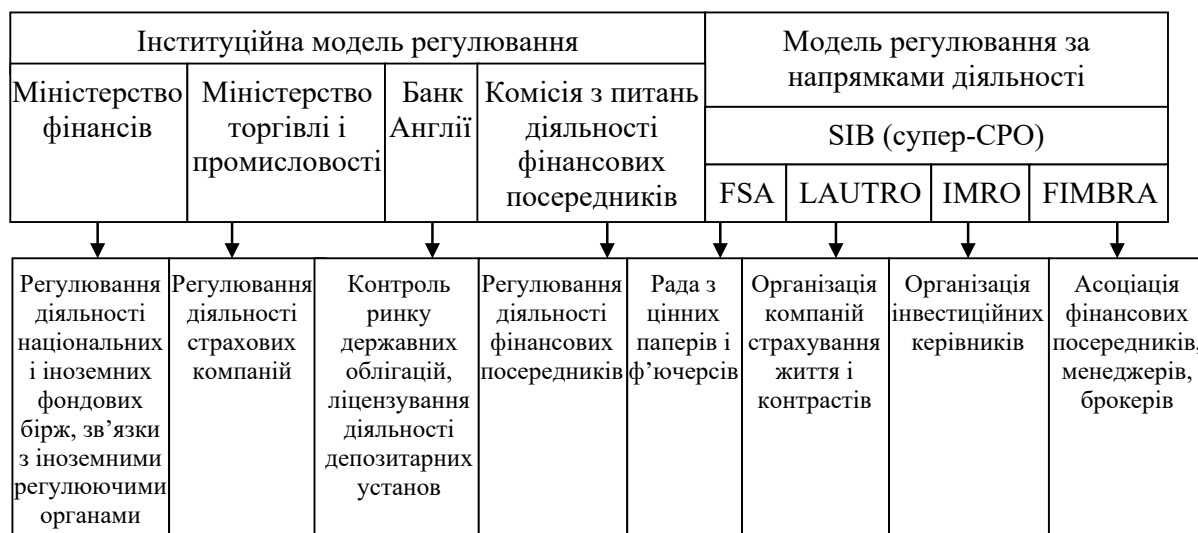 Інституційна модель регулювання
Модель регулювання за
напрямками діяльності
Міністерство
фінансів
Міністерство
торгівлі і
промисловості
Банк
Англії
Комісія з питань
діяльності
фінансових
посередників
SIB (супер-СРО)
FSA
LAUTRO
IMRO
FIMBRA
Регулювання
діяльності
національних
і іноземних
фондових
бірж, зв’язки
з іноземними
регулюючими
органами
Регулювання
діяльності
страхових
компаній
Контроль
ринку
державних
облігацій,
ліцензування
діяльності
депозитарних
установ
Регулювання
діяльності
фінансових
посередників
Рада з
цінних
паперів і
ф’ючерсів
Організація
компаній
страхування
життя і
контрастів
Організація
інвестиційних
керівників
Асоціація
фінансових
посередників,
менеджерів,
брокерів